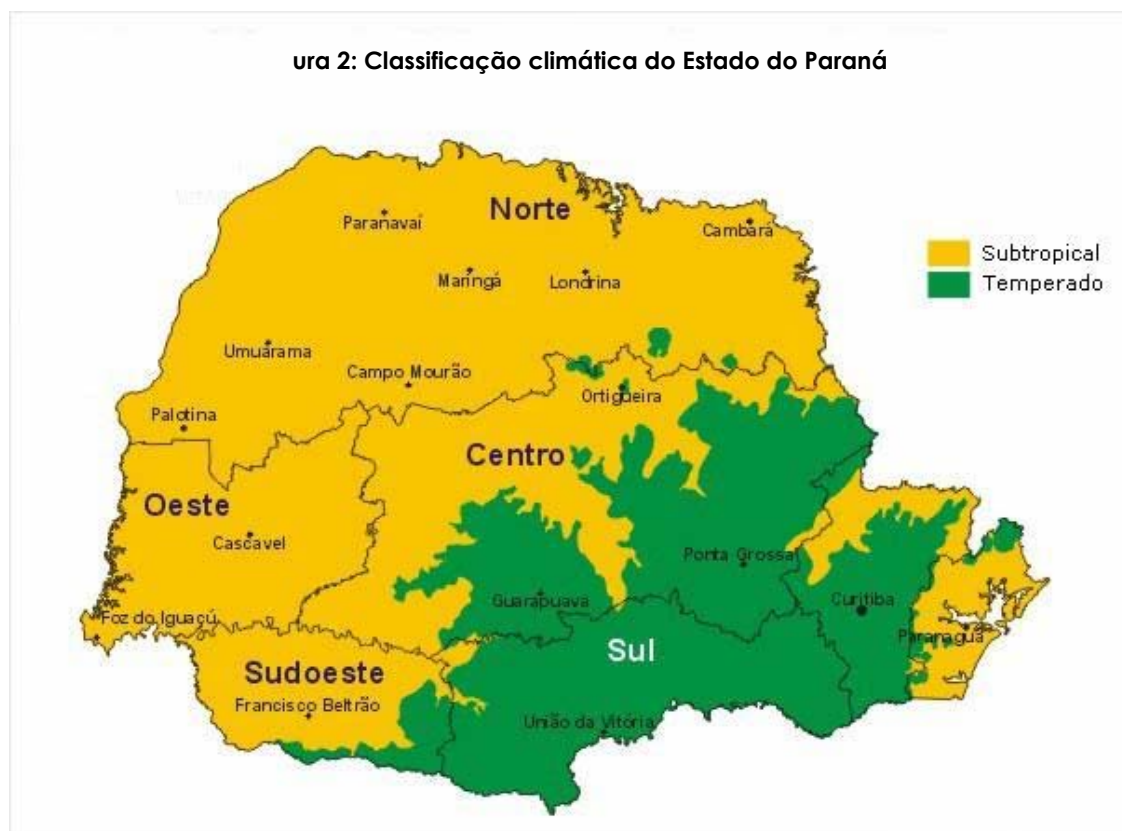 ura 2: Classificação climática do Estado do Paraná
Norte
Paranavaí
Cambará
Subtropical
Maringá
Londrina
Temperado
Umuarama
Campo Mourão
Ortigueira
Palotina
Centro
Oeste
Cascavel
Ponta Grossa
Guarapuava
Curitiba
Foz do Iguaçú
Paranaguá
Sul
Sudoeste
Francisco Beltrão
União da Vitória